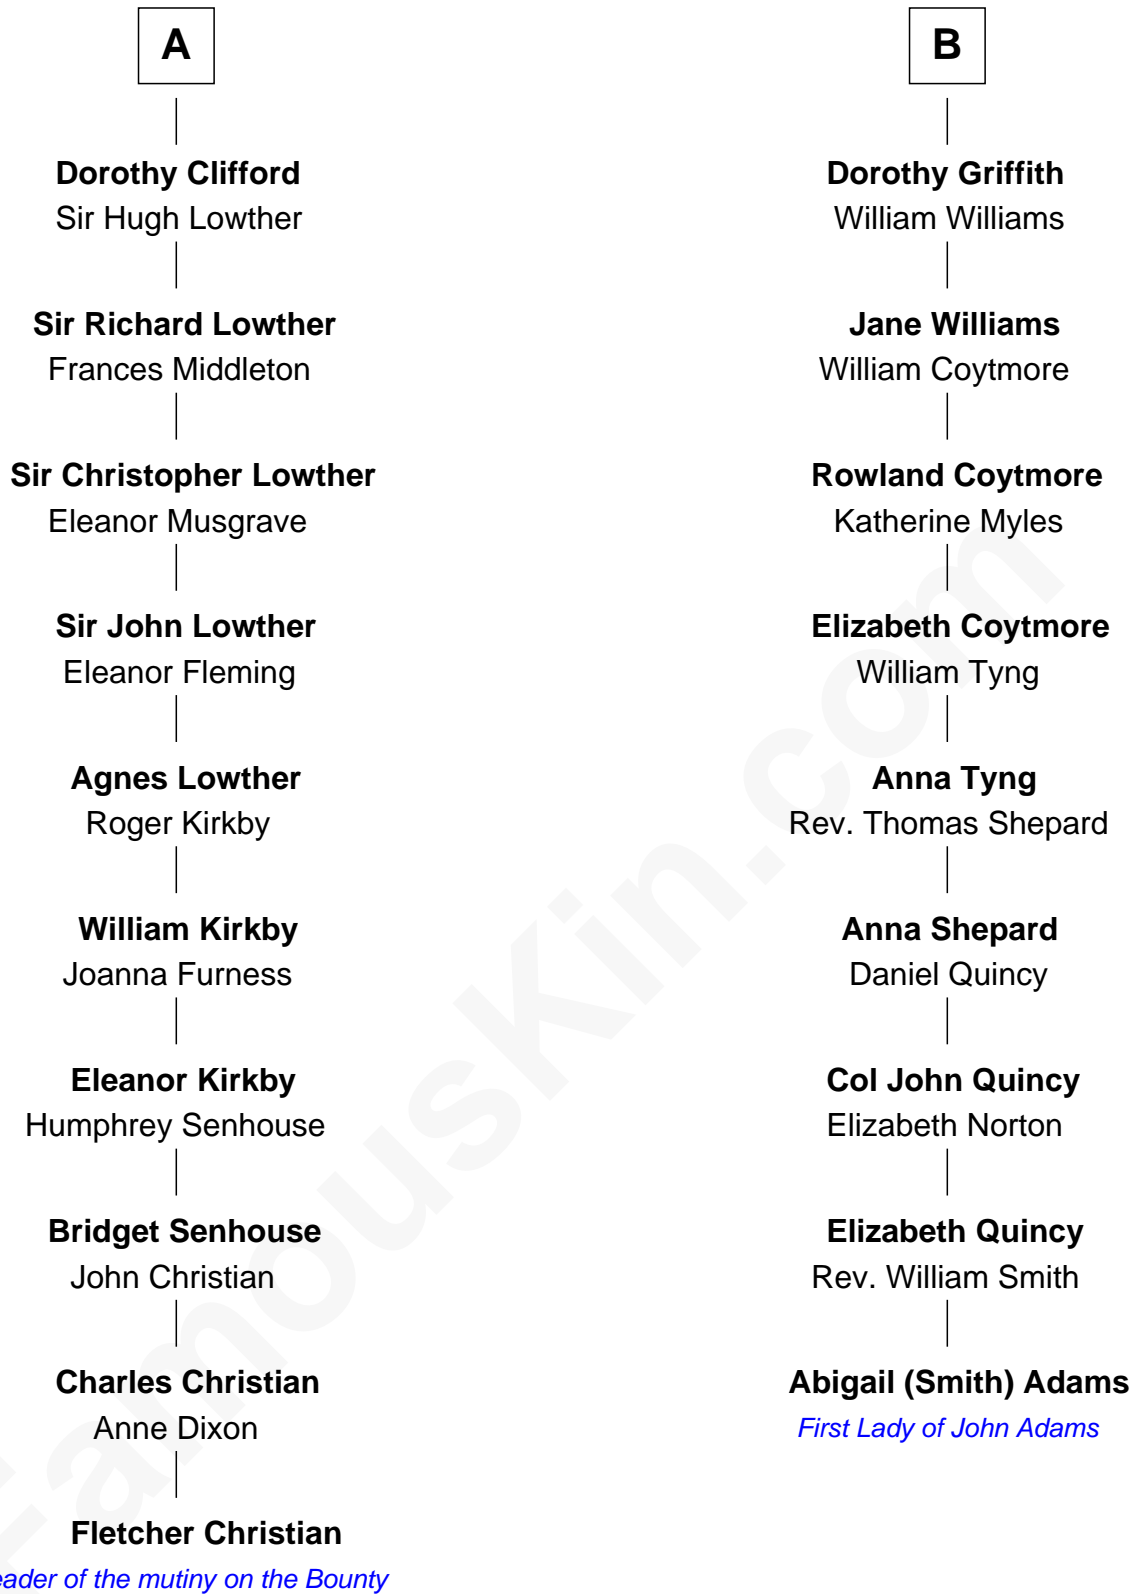 A
Dorothy Clifford
Sir Hugh Lowther
Sir Richard Lowther
Frances Middleton
Sir Christopher Lowther
Eleanor Musgrave
Sir John Lowther
Eleanor Fleming
Agnes Lowther
Roger Kirkby
William Kirkby
Joanna Furness
Eleanor Kirkby
Humphrey Senhouse
Bridget Senhouse
John Christian
Charles Christian
Anne Dixon
Fletcher Christian
eader of the mutiny on the Bounty
B
Dorothy Griffith
William Williams
Jane Williams
William Coytmore
Rowland Coytmore
Katherine Myles
Elizabeth Coytmore
William Tyng
Anna Tyng
Rev. Thomas Shepard
Anna Shepard
Daniel Quincy
Col John Quincy
Elizabeth Norton
Elizabeth Quincy
Rev. William Smith
Abigail (Smith) Adams
First Lady of John Adams
FamousKin.com